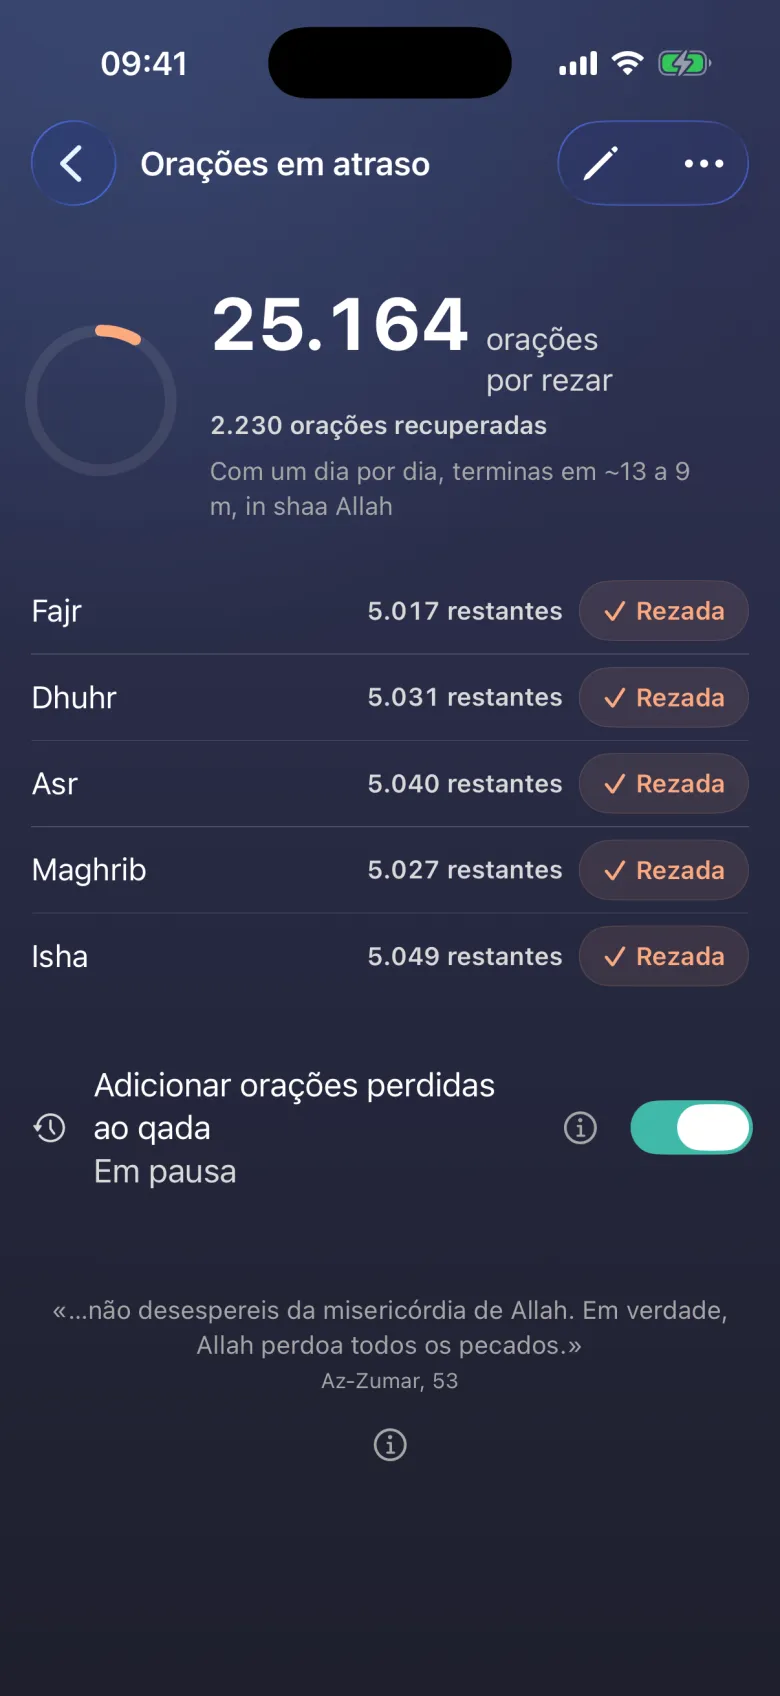 09:41
Orações em atraso
25.164 orações
por rezar
2.230 orações recuperadas
Com um dia por dia, terminas em ~13 a 9
m, in shaa Allah
Fajr 5.017 restantes ✓ Rezada
Dhuhr 5.031 restantes ✓ Rezada
Asr 5.040 restantes ✓ Rezada
Maghrib 5.027 restantes ✓ Rezada
Isha 5.049 restantes ✓ Rezada
Adicionar orações perdidas
ao qada
Em pausa
«...não desespereis da misericórdia de Allah. Em verdade,
Allah perdoa todos os pecados.»
Az-Zumar, 53